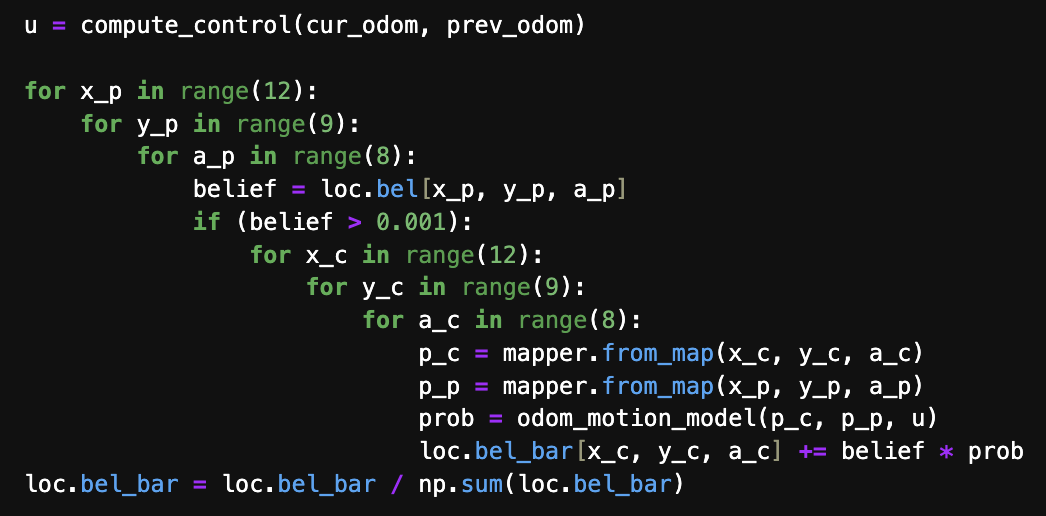 u = compute_control(cur_odom, prev_odom)

for x_p in range(12):
    for y_p in range(9):
        for a_p in range(8):
            belief = loc.bel[x_p, y_p, a_p]
            if (belief > 0.001):
                for x_c in range(12):
                    for y_c in range(9):
                        for a_c in range(8):
                            p_c = mapper.from_map(x_c, y_c, a_c)
                            p_p = mapper.from_map(x_p, y_p, a_p)
                            prob = odom_motion_model(p_c, p_p, u)
                            loc.bel_bar[x_c, y_c, a_c] += belief * prob
loc.bel_bar = loc.bel_bar / np.sum(loc.bel_bar)